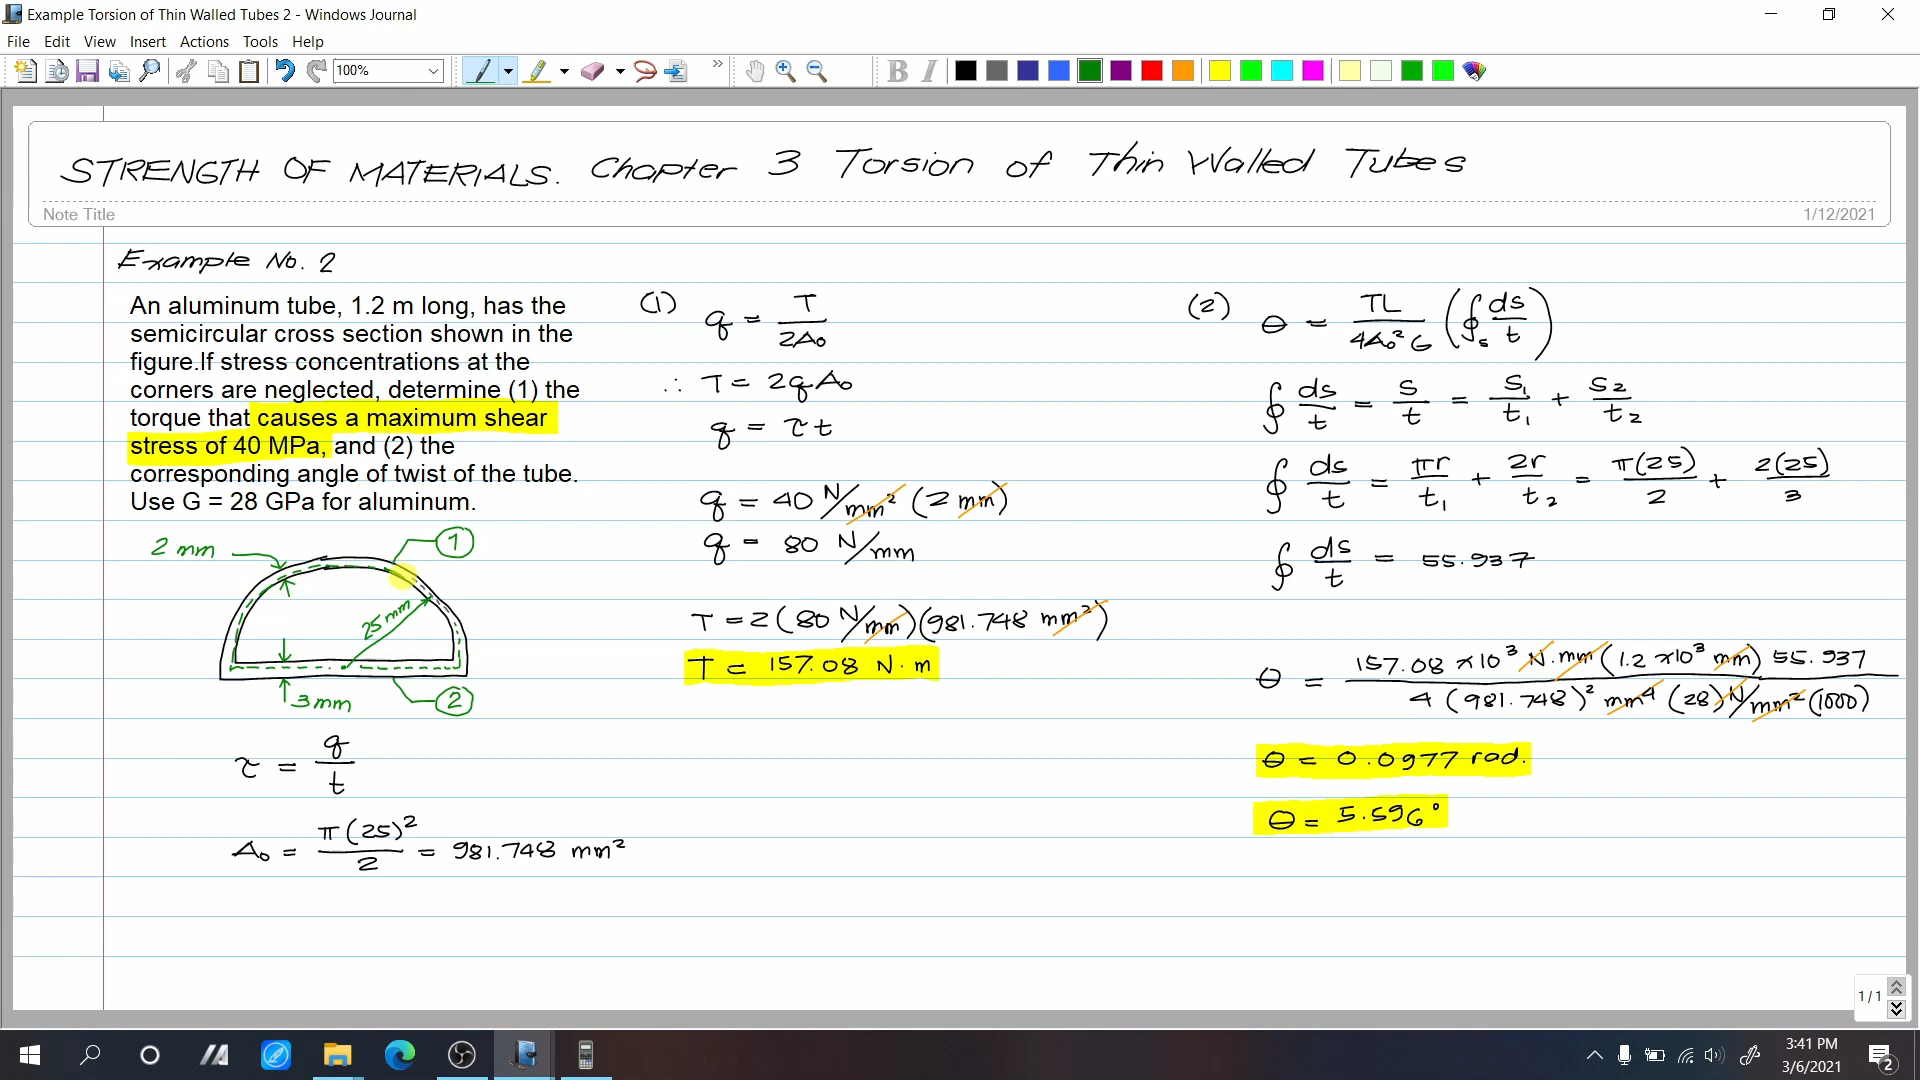 Example Torsion of Thin Walled Tubes 2 - Windows Journal
File Edit View Insert Actions Tools Help
100%
STRENGTH OF MATERIALS. Chapter 3 Torsion of Thin Walled Tubes
Note Title
1/12/2021
Example No. 2
An aluminum tube, 1.2 m long, has the
semicircular cross section shown in the
figure.If stress concentrations at the
corners are neglected, determine (1) the
torque that causes a maximum shear
stress of 40 MPa, and (2) the
corresponding angle of twist of the tube.
Use G = 28 GPa for aluminum.
2 mm
1
25 mm
3 mm
2
τ = q/t
A₀ = π(25)²/2 = 981.748 mm²
(1) q = T/2A₀
∴ T = 2qA₀
q = τt
q = 40 N/mm² (2 mm)
q = 80 N/mm
T = 2(80 N/mm)(981.748 mm²)
T = 157.08 N·m
(2) θ = TL/4A₀²G (∮s ds/t)
∮ ds/t = S/t = S₁/t₁ + S₂/t₂
∮ ds/t = πr/t₁ + 2r/t₂ = π(25)/2 + 2(25)/3
∮ ds/t = 55.937
θ = 157.08 x10³ N·mm (1.2 x10³ mm) 55.937 / 4 (981.748)² mm⁴ (28) N/mm² (1000)
θ = 0.0977 rad.
θ = 5.596°
1/1
3:41 PM
3/6/2021
2